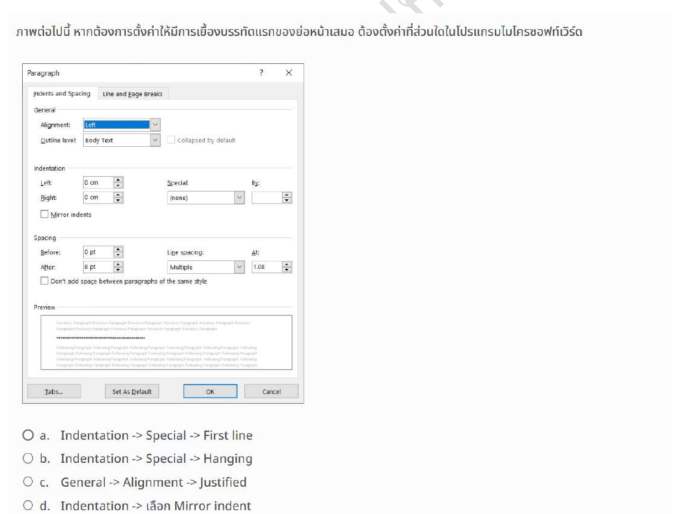 ภาพต่อไปนี้ หากต้องการตั้งค่าให้มีการเยื้องบรรทัดแรกของย่อหน้าเสมอ ต้องตั้งค่าที่ส่วนใดในโปรแกรมไมโครซอฟท์เวิร์ด
Paragraph ? ×
Indents and Spacing Line and Page Breaks
General
Alignment: Left
Outline level: Body Text Collapsed by default
Indentation
Left: 0 cm Special: By:
Right: 0 cm (none)
Mirror indents
Spacing
Before: 0 pt Line spacing: At:
After: 8 pt Multiple 1.08
Don't add space between paragraphs of the same style
Preview
Tabs... Set As Default OK Cancel
a. Indentation -> Special -> First line
b. Indentation -> Special -> Hanging
c. General -> Alignment -> Justified
d. Indentation -> เลือก Mirror indent